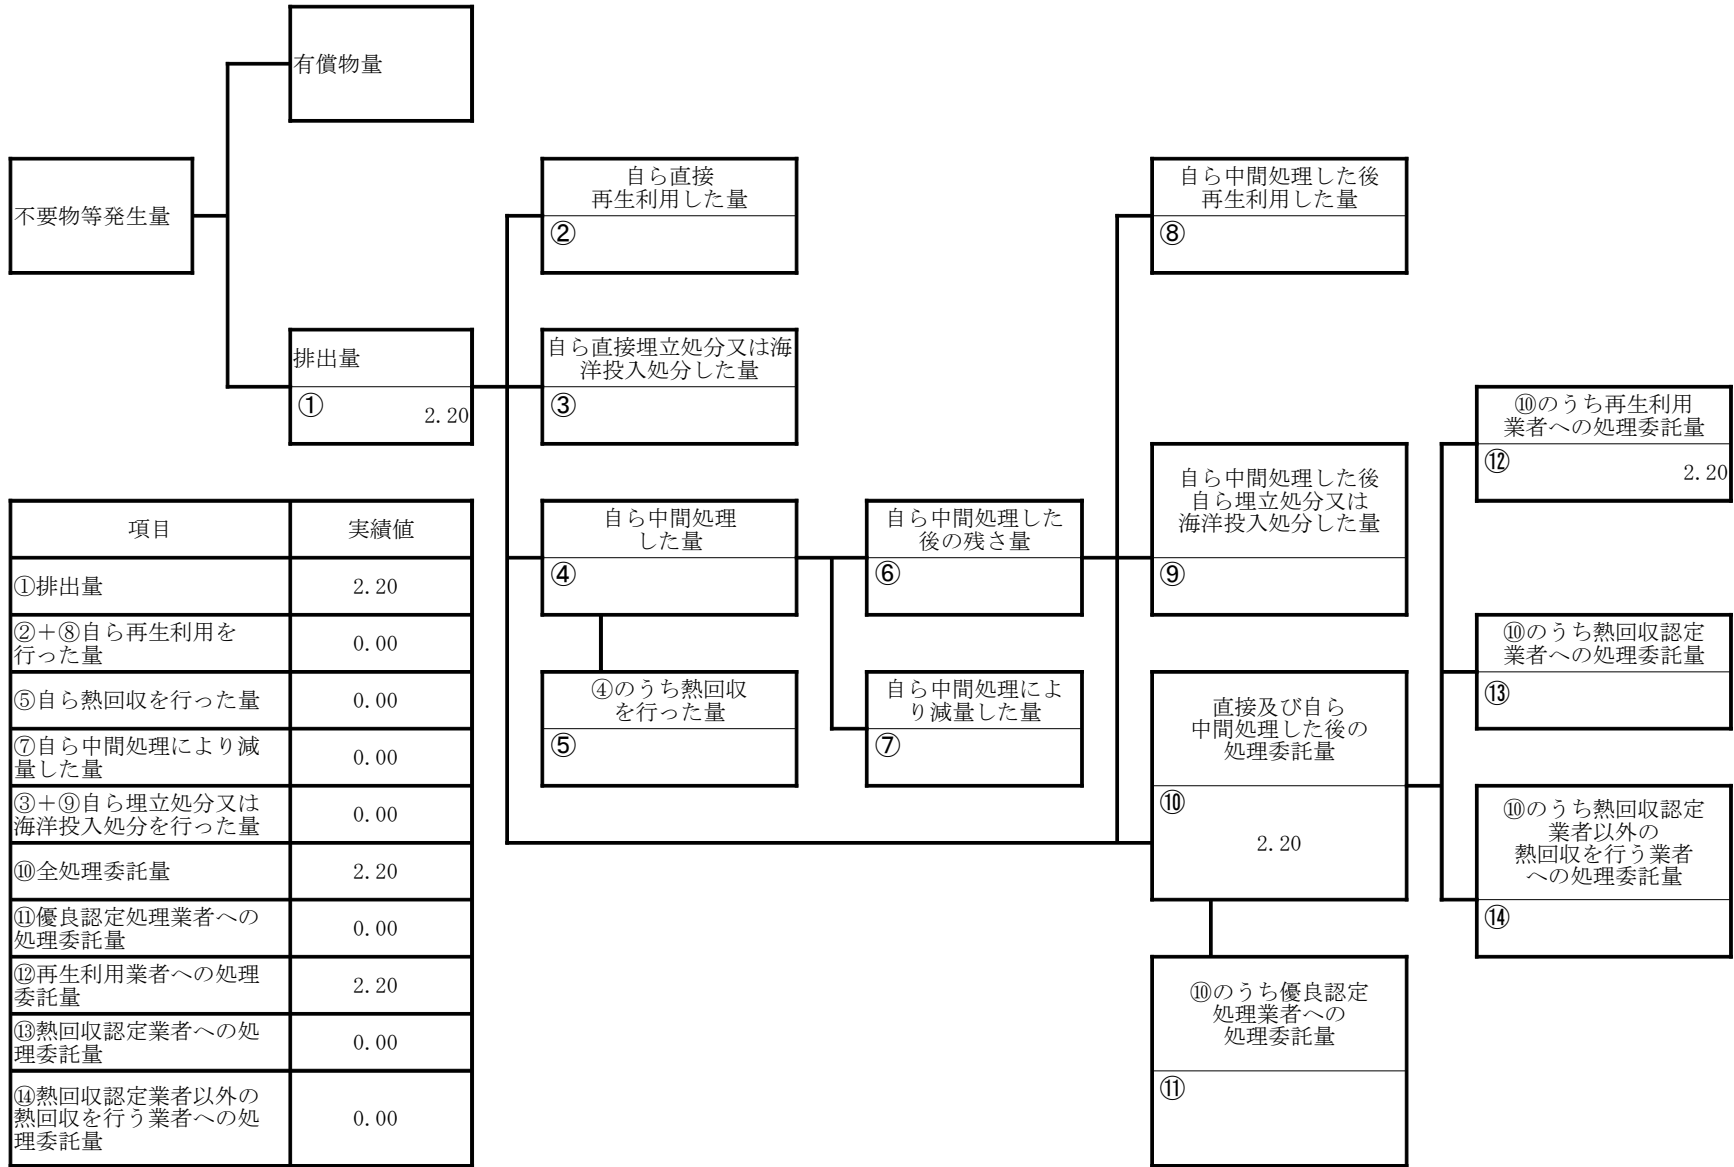 有償物量
不要物等発生量
自ら直接
再生利用した量
②
自ら中間処理した後
再生利用した量
⑧
排出量
①
2.20
自ら直接埋立処分又は海
洋投入処分した量
③
⑩のうち再生利用
業者への処理委託量
⑫
2.20
自ら中間処理
した量
④
自ら中間処理した
後の残さ量
⑥
自ら中間処理した後
自ら埋立処分又は
海洋投入処分した量
⑨
⑩のうち熱回収認定
業者への処理委託量
⑬
④のうち熱回収
を行った量
⑤
自ら中間処理によ
り減量した量
⑦
直接及び自ら
中間処理した後の
処理委託量
⑩
2.20
⑩のうち熱回収認定
業者以外の
熱回収を行う業者
への処理委託量
⑭
⑩のうち優良認定
処理業者への
処理委託量
⑪
項目 実績値
①排出量 2.20
②＋⑧自ら再生利用を
行った量 0.00
⑤自ら熱回収を行った量 0.00
⑦自ら中間処理により減
量した量 0.00
③＋⑨自ら埋立処分又は
海洋投入処分を行った量 0.00
⑩全処理委託量 2.20
⑪優良認定処理業者への
処理委託量 0.00
⑫再生利用業者への処理
委託量 2.20
⑬熱回収認定業者への処
理委託量 0.00
⑭熱回収認定業者以外の
熱回収を行う業者への処 0.00
理委託量